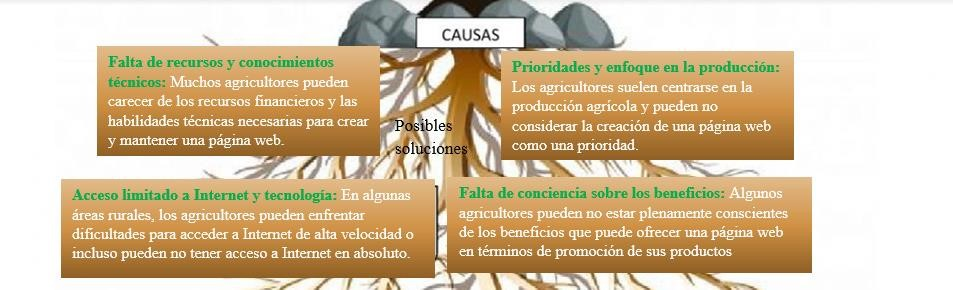 CAUSAS
Falta de recursos y conocimientos
técnicos: Muchos agricultores pueden
carecer de los recursos financieros y las
habilidades técnicas necesarias para crear
y mantener una página web.
Prioridades y enfoque en la producción:
Los agricultores suelen centrarse en la
producción agrícola y pueden no
considerar la creación de una página web
como una prioridad.
Posibles
soluciones
Acceso limitado a Internet y tecnología: En algunas
áreas rurales, los agricultores pueden enfrentar
dificultades para acceder a Internet de alta velocidad o
incluso pueden no tener acceso a Internet en absoluto.
Falta de conciencia sobre los beneficios: Algunos
agricultores pueden no estar plenamente conscientes
de los beneficios que puede ofrecer una página web
en términos de promoción de sus productos